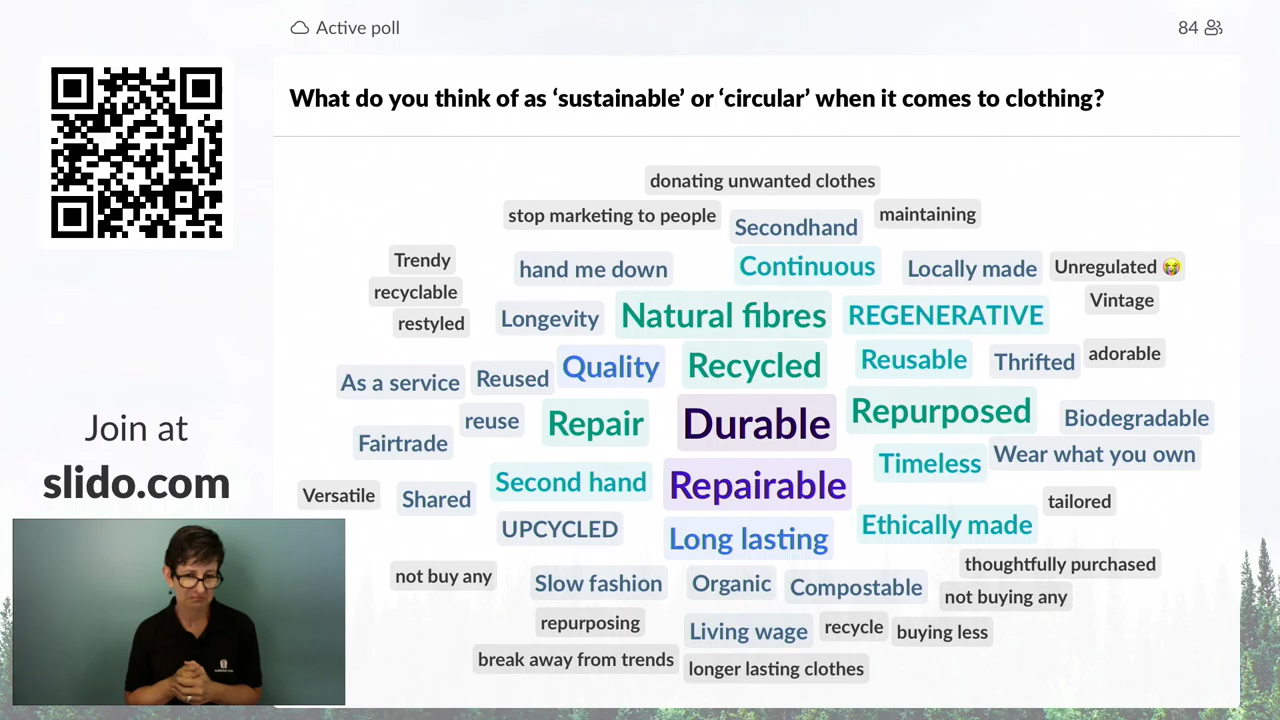 Active poll
84
What do you think of as ‘sustainable’ or ‘circular’ when it comes to clothing?
donating unwanted clothes
stop marketing to people
Secondhand
maintaining
Trendy
hand me down
Continuous
Locally made
Unregulated 😭
recyclable
Vintage
restyled
Longevity
Natural fibres
REGENERATIVE
As a service
Reused
Quality
Recycled
Reusable
Thrifted
adorable
reuse
Repair
Durable
Repurposed
Biodegradable
Fairtrade
Timeless
Wear what you own
Versatile
Shared
Second hand
Repairable
tailored
UPCYCLED
Long lasting
Ethically made
not buy any
Slow fashion
Organic
Compostable
thoughtfully purchased
not buying any
repurposing
Living wage
recycle
buying less
break away from trends
longer lasting clothes
Join at
slido.com